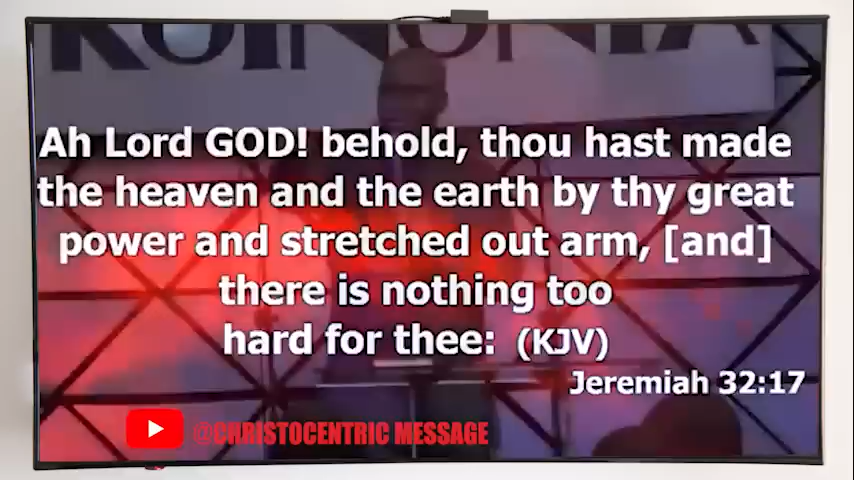 KOINONIA
Ah Lord GOD! behold, thou hast made
the heaven and the earth by thy great
power and stretched out arm, [and]
there is nothing too
hard for thee: (KJV)
Jeremiah 32:17
@CHRISTOCENTRIC MESSAGE